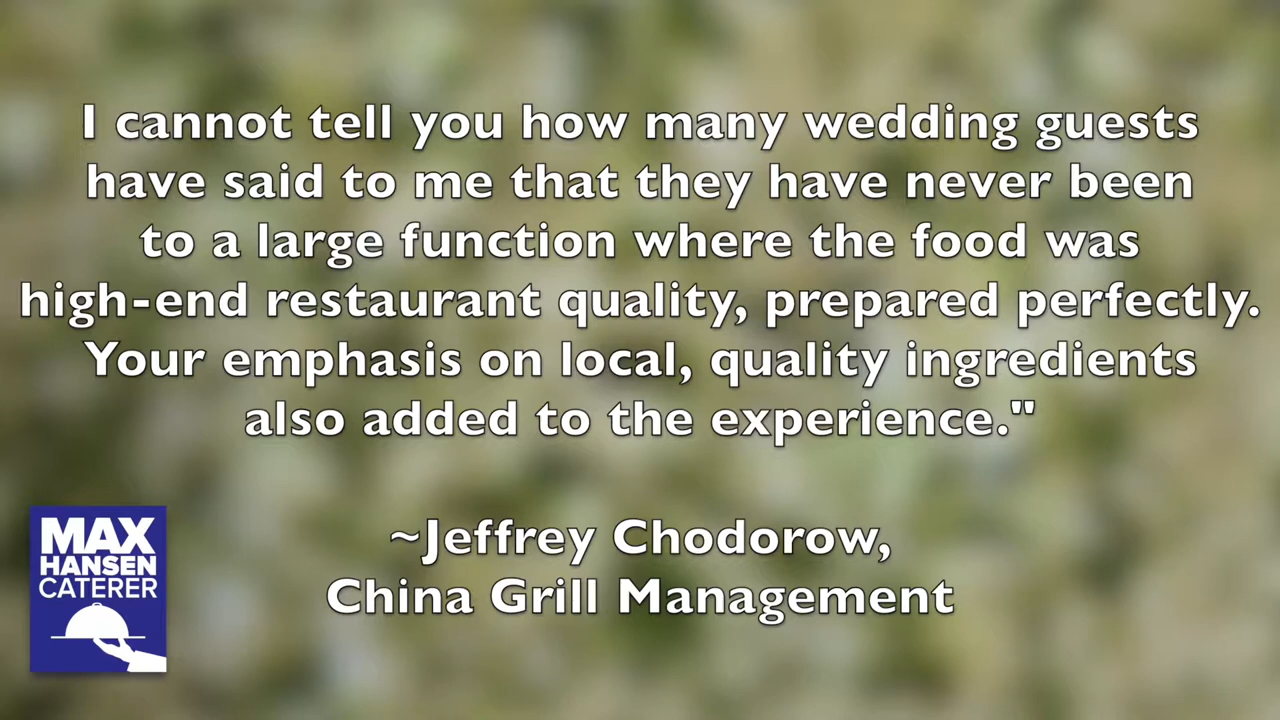 I cannot tell you how many wedding guests
have said to me that they have never been
to a large function where the food was
high-end restaurant quality, prepared perfectly.
Your emphasis on local, quality ingredients
also added to the experience."
~Jeffrey Chodorow,
China Grill Management
MAX
HANSEN
CATERER